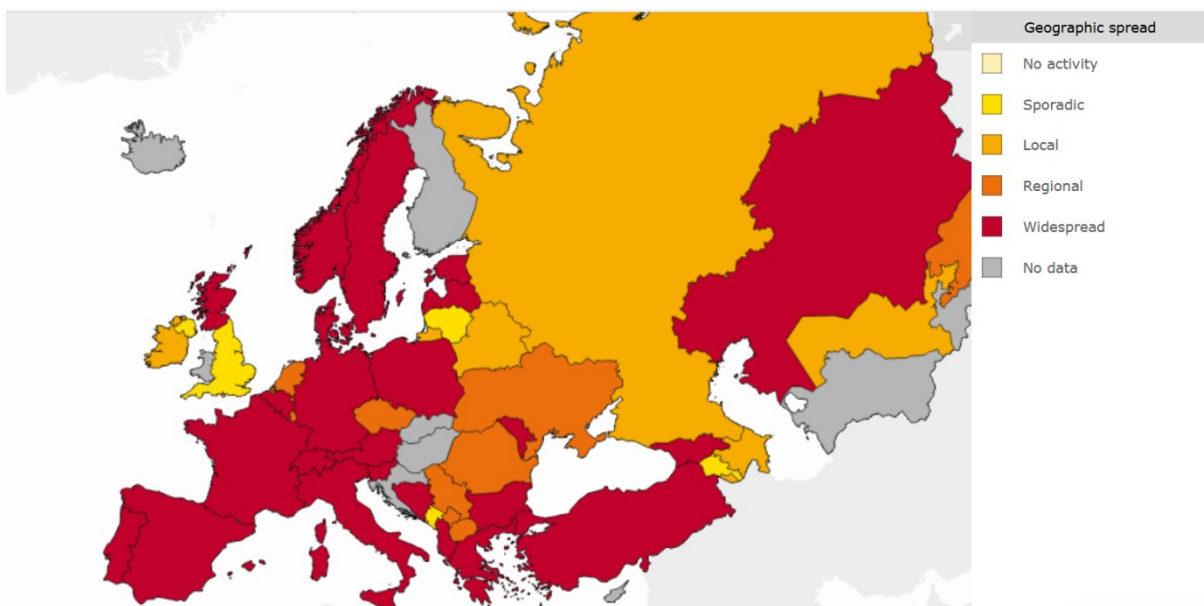 Geographic spread
No activity
Sporadic
Local
Regional
Widespread
No data